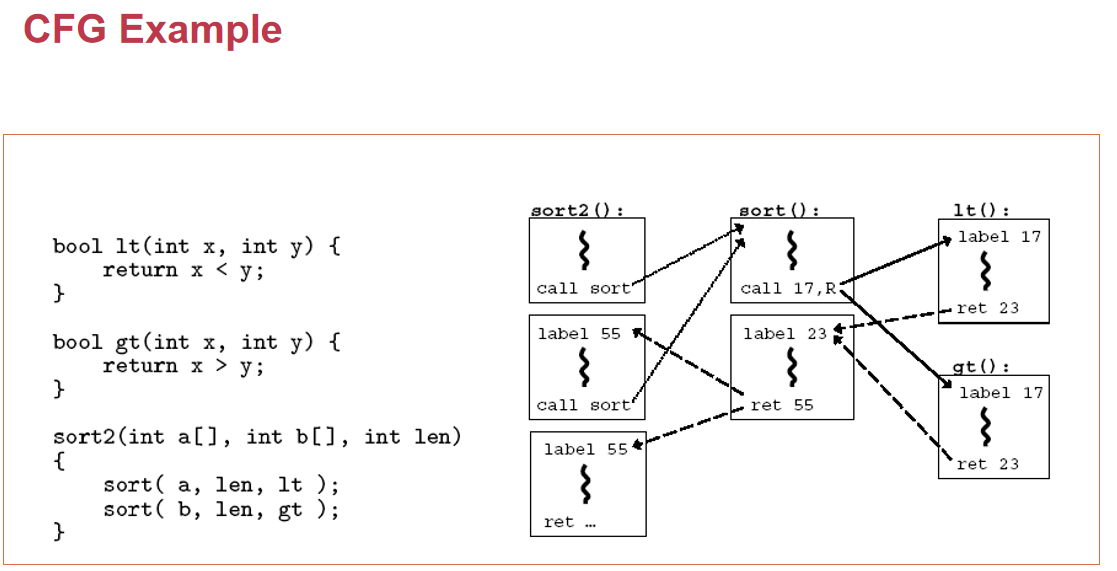 CFG Example
bool lt(int x, int y) {
return x < y;
}
bool gt(int x, int y) {
return x > y;
}
sort2(int a[], int b[], int len)
{
sort( a, len, lt );
sort( b, len, gt );
}
sort2():
call sort
label 55
call sort
label 55
ret …
sort():
call 17,R
label 23
ret 55
lt():
label 17
ret 23
gt():
label 17
ret 23